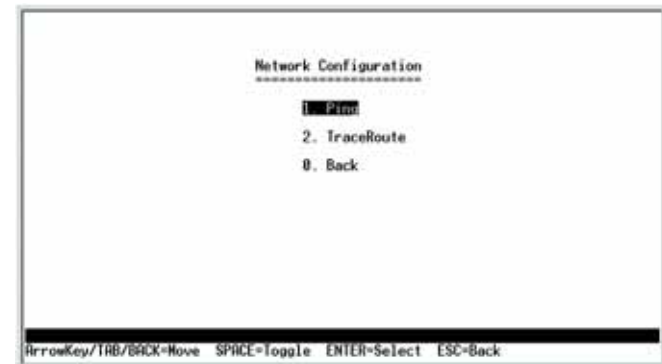 Network Configuration
=====================
1. Ping
2. TraceRoute
0. Back
ArrowKey/TAB/BACK=Move SPACE=Toggle ENTER=Select ESC=Back